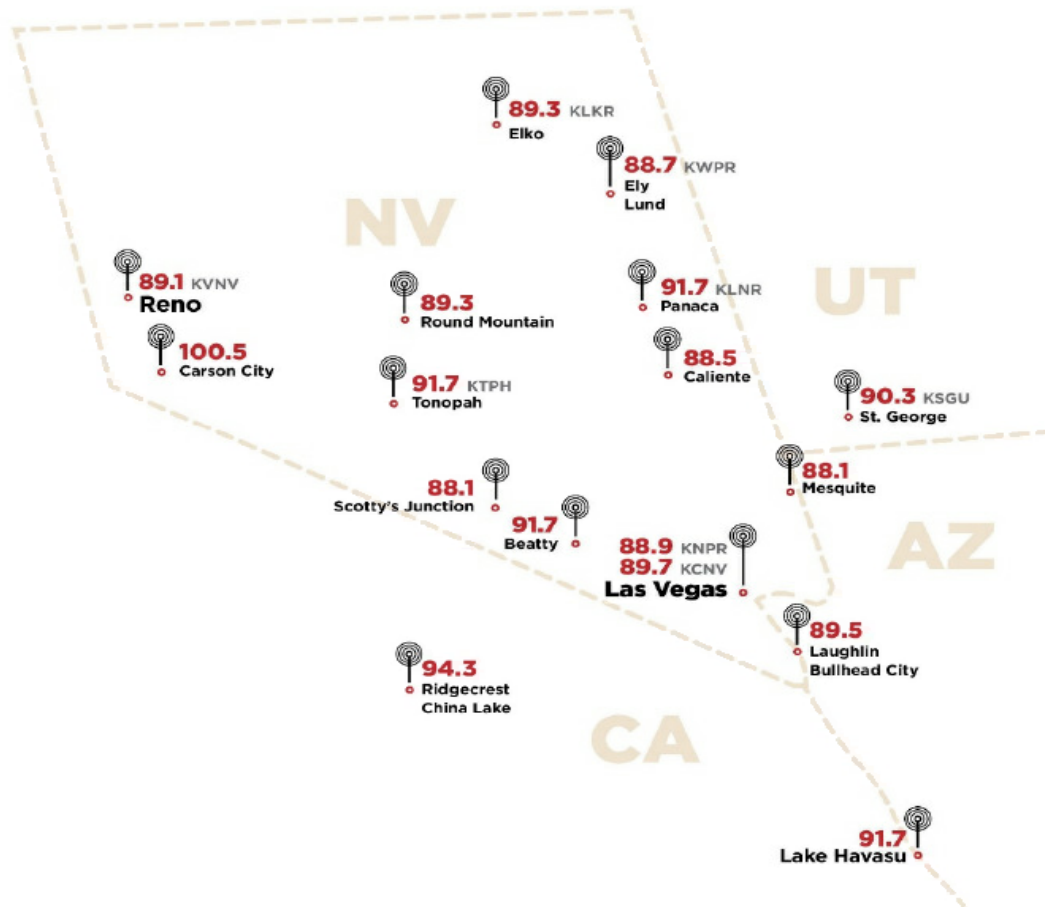 89.3 KLKR
Elko
88.7 KWPR
Ely
Lund
NV
UT
89.1 KVNV
Reno
89.3
Round Mountain
91.7 KLNR
Panaca
100.5
Carson City
91.7 KTPH
Tonopah
88.5
Caliente
90.3 KSGU
St. George
88.1
Scotty's Junction
91.7
Beatty
88.1
Mesquite
AZ
88.9 KNPR
89.7 KCNV
Las Vegas
89.5
Laughlin
Bullhead City
94.3
Ridgecrest
China Lake
CA
91.7
Lake Havasu